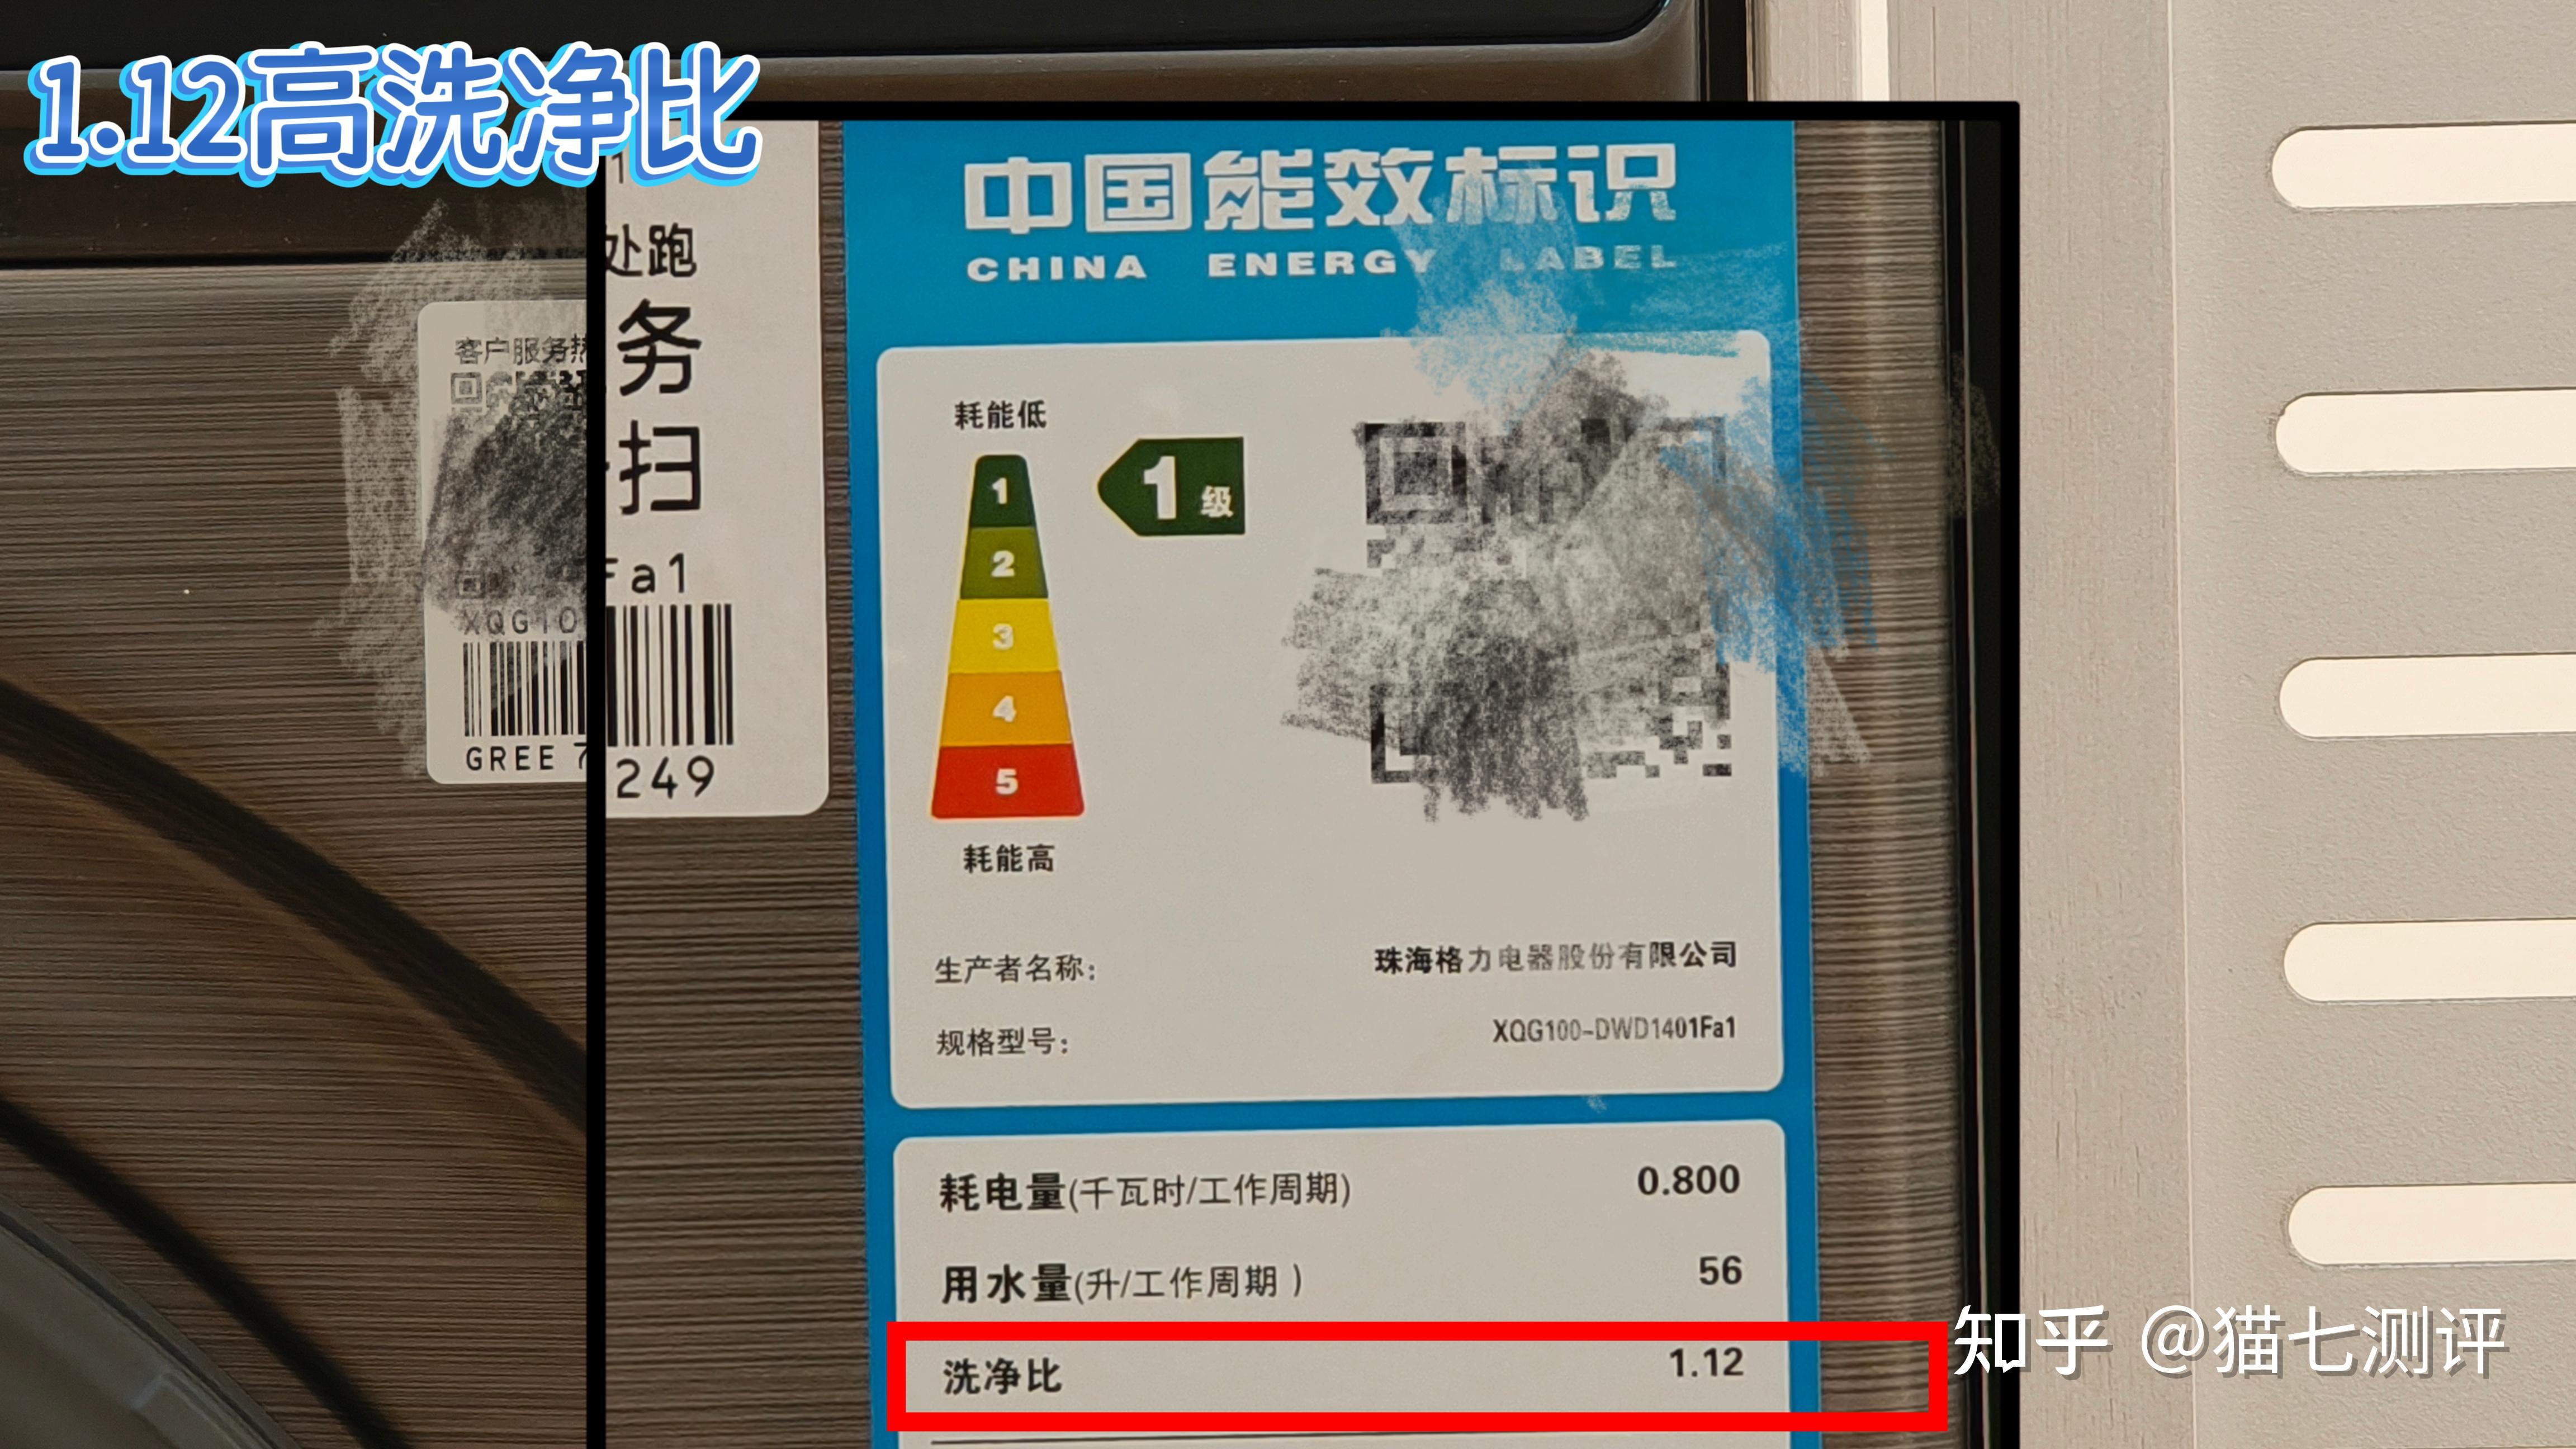 1.12高洗净比
客户服务热
XQG10
GREE 7
1
处跑
务
扫
Fa1
249
中国能效标识
CHINA ENERGY LABEL
耗能低
1
1级
2
3
4
5
耗能高
生产者名称： 珠海格力电器股份有限公司
规格型号： XQG100-DWD1401Fa1
耗电量(千瓦时/工作周期) 0.800
用水量(升/工作周期) 56
洗净比 1.12
知乎 @猫七测评